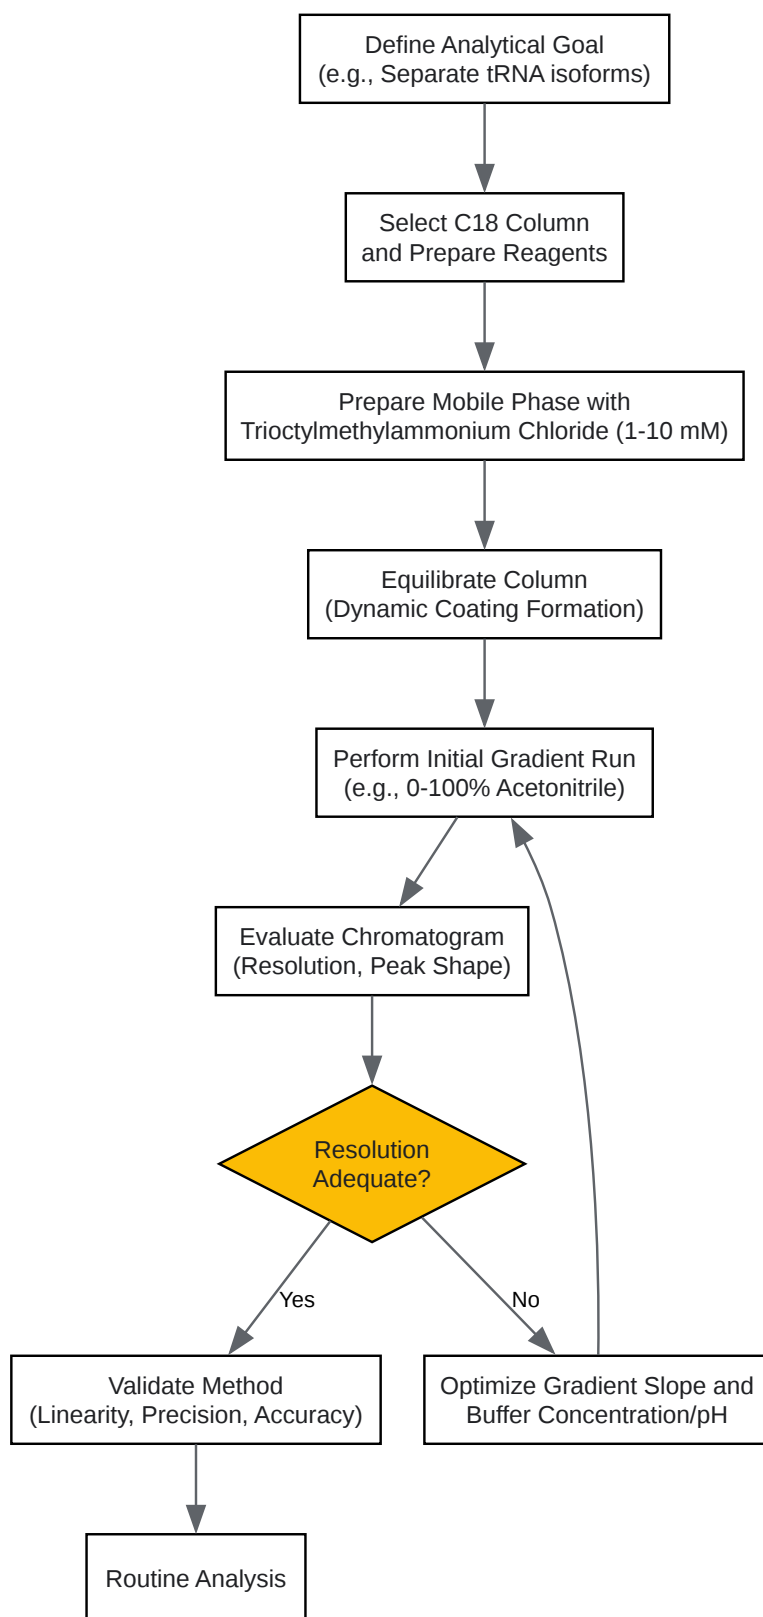 Define Analytical Goal
(e.g., Separate tRNA isoforms)
Select C18 Column
and Prepare Reagents
Prepare Mobile Phase with
Trioctylmethylammonium Chloride (1-10 mM)
Equilibrate Column
(Dynamic Coating Formation)
Perform Initial Gradient Run
(e.g., 0-100% Acetonitrile)
Evaluate Chromatogram
(Resolution, Peak Shape)
Resolution
Adequate?
Yes
No
Validate Method
(Linearity, Precision, Accuracy)
Optimize Gradient Slope and
Buffer Concentration/pH
Routine Analysis